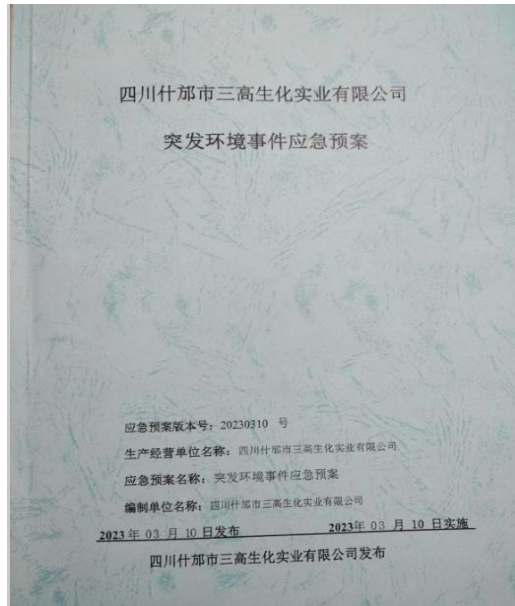 四川什邡市三高生化实业有限公司
突发环境事件应急预案
应急预案版本号：20230310 号
生产经营单位名称：四川什邡市三高生化实业有限公司
应急预案名称：突发环境事件应急预案
编制单位名称：四川什邡市三高生化实业有限公司
2023 年 03 月 10 日发布 2023年 03 月 10 日实施
四川什邡市三高生化实业有限公司发布